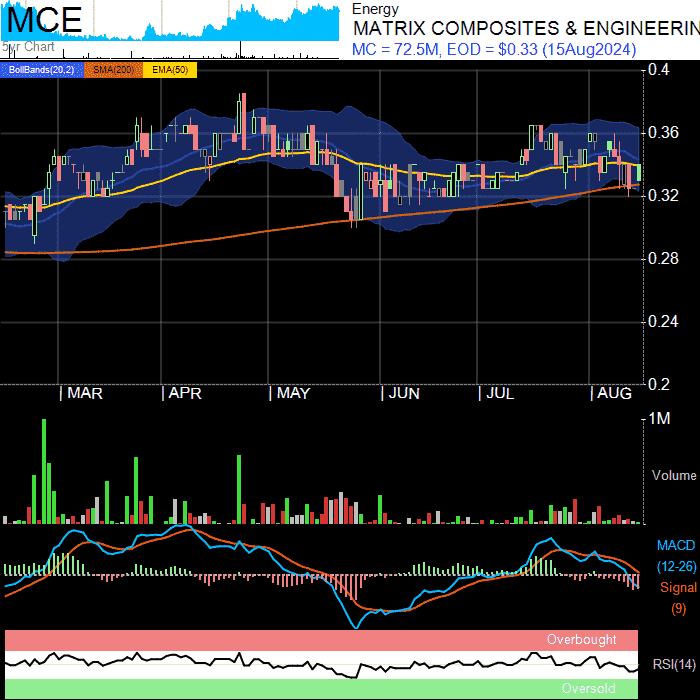 MCE
5yr Chart
Energy
MATRIX COMPOSITES & ENGINEERIN
MC = 72.5M, EOD = $0.33 (15Aug2024)
BollBands(20,2) SMA(200) EMA(50)
0.4
0.36
0.32
0.28
0.24
0.2
MAR APR MAY JUN JUL AUG
1M
Volume
MACD
(12-26)
Signal
(9)
Overbought
RSI(14)
Oversold